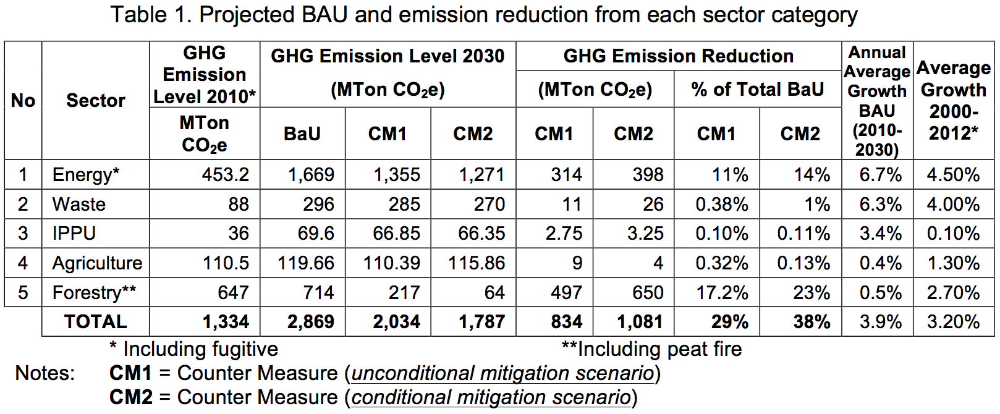 Table 1. Projected BAU and emission reduction from each sector category
No Sector GHG Emission Level 2010* GHG Emission Level 2030 GHG Emission Reduction Annual Average Growth BAU (2010-2030) Average Growth 2000-2012*
(MTon CO₂e) (MTon CO₂e) % of Total BaU
MTon CO₂e BaU CM1 CM2 CM1 CM2 CM1 CM2
1 Energy* 453.2 1,669 1,355 1,271 314 398 11% 14% 6.7% 4.50%
2 Waste 88 296 285 270 11 26 0.38% 1% 6.3% 4.00%
3 IPPU 36 69.6 66.85 66.35 2.75 3.25 0.10% 0.11% 3.4% 0.10%
4 Agriculture 110.5 119.66 110.39 115.86 9 4 0.32% 0.13% 0.4% 1.30%
5 Forestry** 647 714 217 64 497 650 17.2% 23% 0.5% 2.70%
TOTAL 1,334 2,869 2,034 1,787 834 1,081 29% 38% 3.9% 3.20%
* Including fugitive **Including peat fire
Notes: CM1 = Counter Measure (unconditional mitigation scenario)
CM2 = Counter Measure (conditional mitigation scenario)